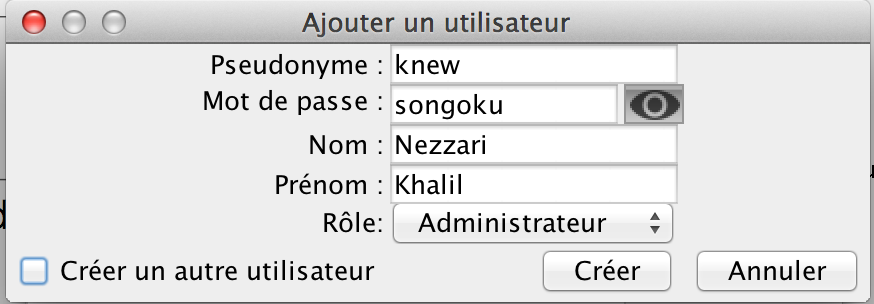 Ajouter un utilisateur
Pseudonyme : knew
Mot de passe : songoku
Nom : Nezzari
Prénom : Khalil
Rôle: Administrateur
Créer un autre utilisateur Créer Annuler